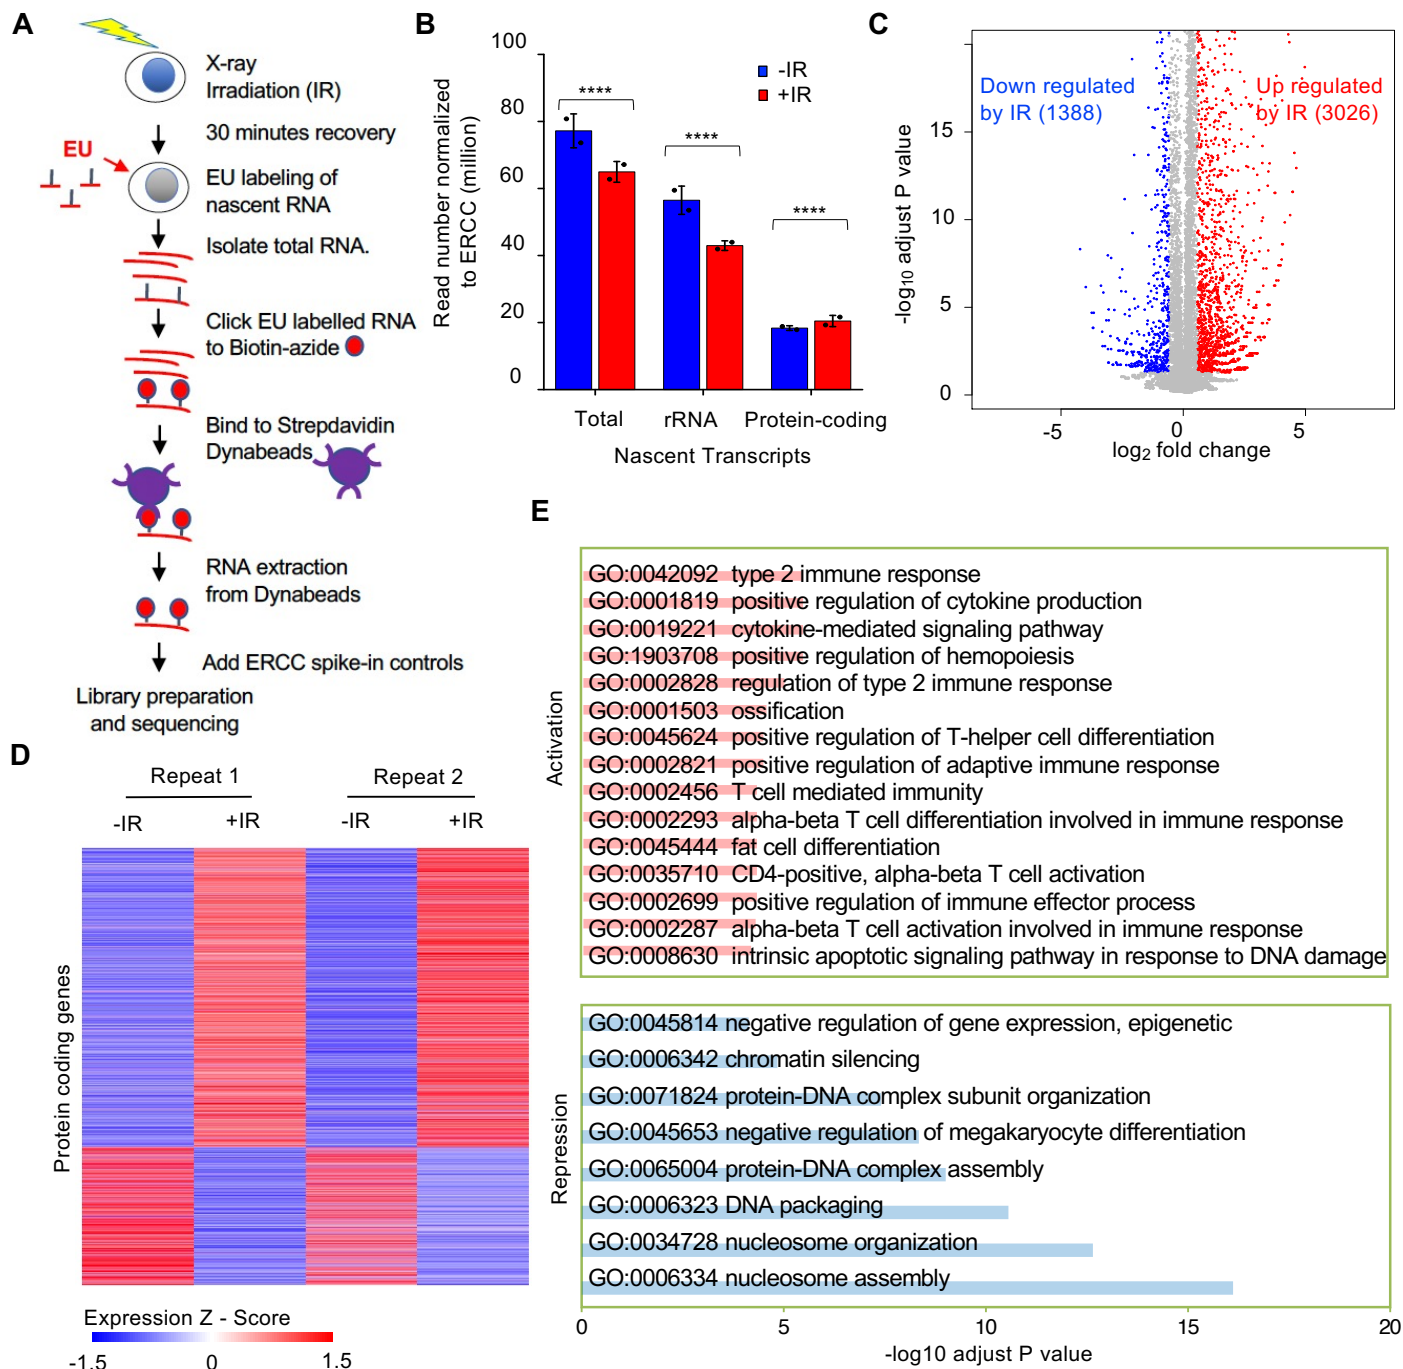 A
X-ray
Irradiation (IR)
30 minutes recovery
EU
EU labeling of
nascent RNA
Isolate total RNA.
Click EU labelled RNA
to Biotin-azide
Bind to Strepdavidin
Dynabeads
RNA extraction
from Dynabeads
Add ERCC spike-in controls
Library preparation
and sequencing
B
Read number normalized
to ERCC (million)
100
80
60
40
20
0
-IR
+IR
****
****
****
Total
rRNA
Protein-coding
Nascent Transcripts
C
Down regulated
by IR (1388)
Up regulated
by IR (3026)
-log10 adjust P value
15
10
5
0
-5
0
5
log2 fold change
D
Repeat 1
Repeat 2
-IR
+IR
-IR
+IR
Protein coding genes
Expression Z - Score
-1.5
0
1.5
E
Activation
GO:0042092 type 2 immune response
GO:0001819 positive regulation of cytokine production
GO:0019221 cytokine-mediated signaling pathway
GO:1903708 positive regulation of hemopoiesis
GO:0002828 regulation of type 2 immune response
GO:0001503 ossification
GO:0045624 positive regulation of T-helper cell differentiation
GO:0002821 positive regulation of adaptive immune response
GO:0002456 T cell mediated immunity
GO:0002293 alpha-beta T cell differentiation involved in immune response
GO:0045444 fat cell differentiation
GO:0035710 CD4-positive, alpha-beta T cell activation
GO:0002699 positive regulation of immune effector process
GO:0002287 alpha-beta T cell activation involved in immune response
GO:0008630 intrinsic apoptotic signaling pathway in response to DNA damage
Repression
GO:0045814 negative regulation of gene expression, epigenetic
GO:0006342 chromatin silencing
GO:0071824 protein-DNA complex subunit organization
GO:0045653 negative regulation of megakaryocyte differentiation
GO:0065004 protein-DNA complex assembly
GO:0006323 DNA packaging
GO:0034728 nucleosome organization
GO:0006334 nucleosome assembly
0
5
10
15
20
-log10 adjust P value